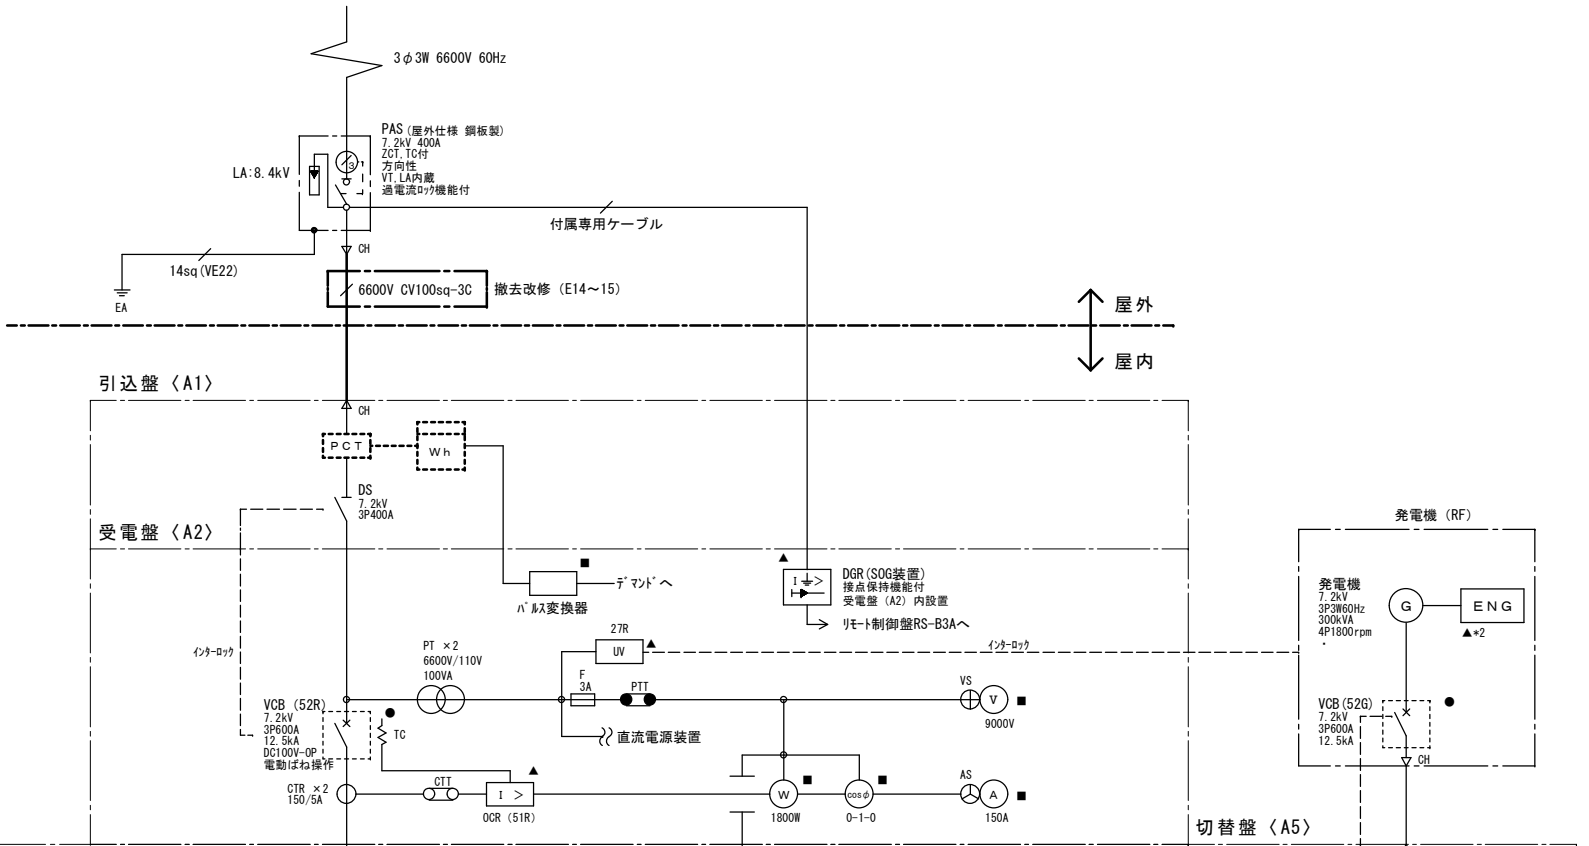 3φ3W 6600V 60Hz
PAS (屋外仕様 鋼板製)
7.2kV 400A
ZCT,TC付
方向性
VT,LA内蔵
過電流ロック機能付
LA:8.4kV
3
付属専用ケーブル
CH
14sq(VE22)
EA
6600V CV100sq-3C
撤去改修 (E14～15)
屋外
屋内
引込盤〈A1〉
CH
PCT
Wh
DS
7.2kV
3P400A
受電盤〈A2〉
発電機 (RF)
パルス変換器
■
デマンドへ
▲
I ⏚>
DGR(SOG装置)
接点保持機能付
受電盤 (A2) 内設置
リモート制御盤RS-B3Aへ
発電機
7.2kV
3P3W60Hz
300kVA
4P1800rpm
G
ENG
▲*2
インターロック
PT ×2
6600V/110V
100VA
27R
UV
▲
インターロック
F
3A
PTT
VS
V
■
9000V
直流電源装置
VCB (52R)
7.2kV
3P600A
12.5kA
DC100V-OP
電動ばね操作
●
TC
VCB(52G)
7.2kV
3P600A
12.5kA
●
CH
CTR ×2
150/5A
CTT
▲
I >
OCR (51R)
W
■
1800W
cosφ
■
0-1-0
AS
A
■
150A
切替盤〈A5〉